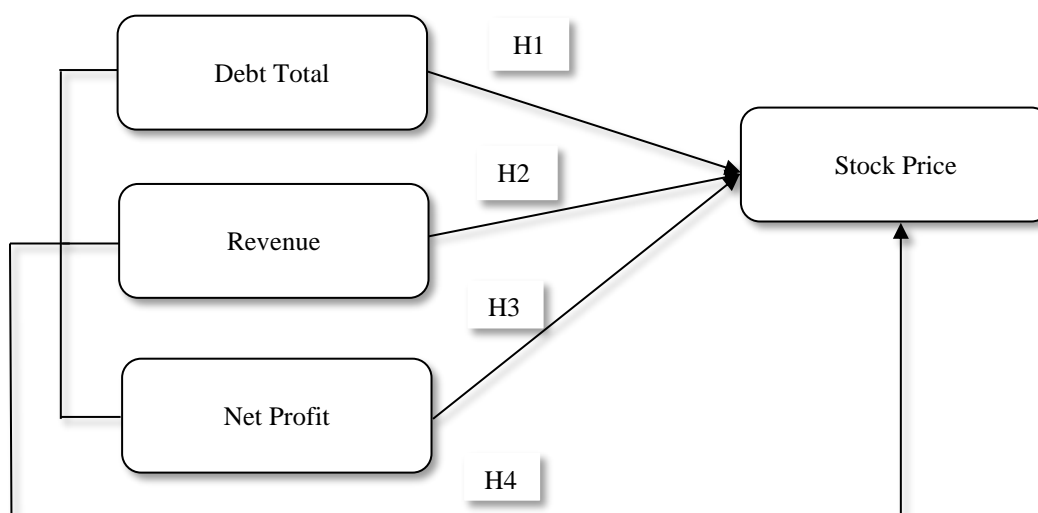 H1
Debt Total
Stock Price
H2
Revenue
H3
Net Profit
H4